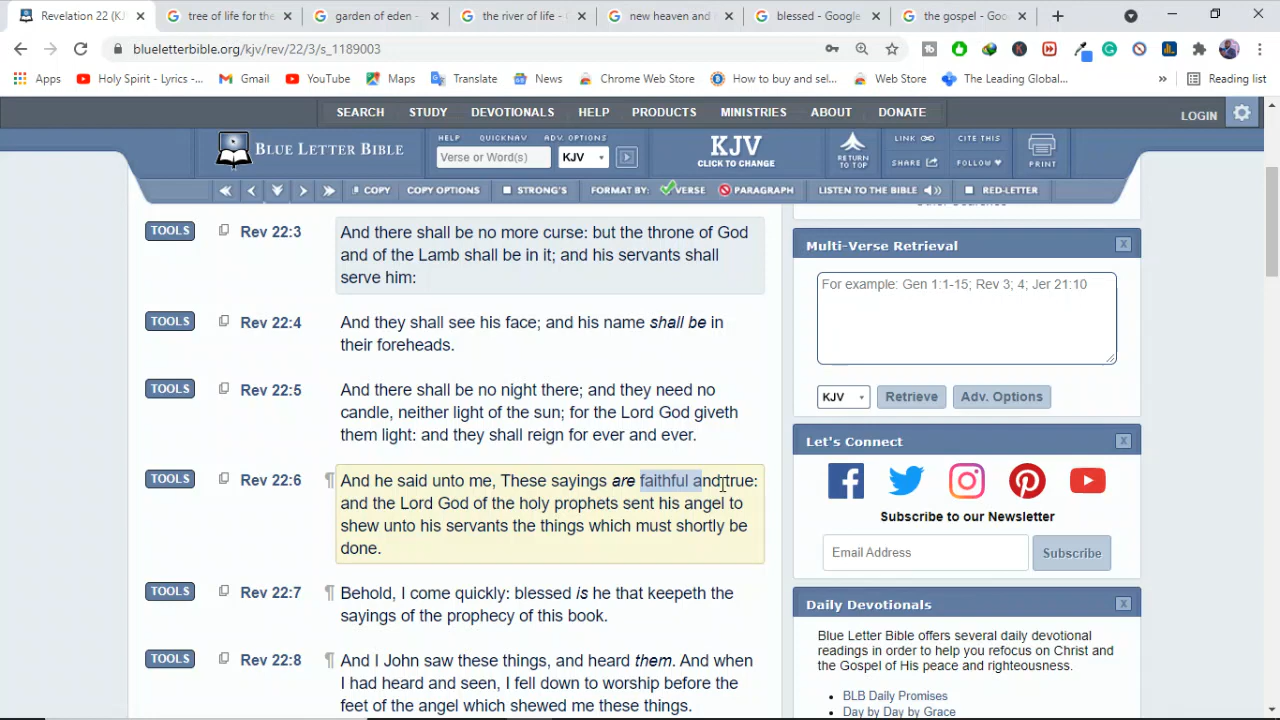 Revelation 22 (KJV)
tree of life for the
garden of eden -
the river of life -
new heaven and
blessed - Google
the gospel - Goo
blueletterbible.org/kjv/rev/22/3/s_1189003
Apps
Holy Spirit - Lyrics -...
Gmail
YouTube
Maps
Translate
News
Chrome Web Store
How to buy and sel...
Web Store
The Leading Global...
»
Reading list
SEARCH
STUDY
DEVOTIONALS
HELP
PRODUCTS
MINISTRIES
ABOUT
DONATE
LOGIN
BLUE LETTER BIBLE
HELP
QUICKNAV
ADV. OPTIONS
Verse or Word(s)
KJV
KJV
CLICK TO CHANGE
RETURN
TO TOP
LINK
SHARE
CITE THIS
FOLLOW
PRINT
COPY
COPY OPTIONS
STRONG'S
FORMAT BY:
VERSE
PARAGRAPH
LISTEN TO THE BIBLE
RED-LETTER
TOOLS
Rev 22:3
And there shall be no more curse: but the throne of God
and of the Lamb shall be in it; and his servants shall
serve him:
TOOLS
Rev 22:4
And they shall see his face; and his name shall be in
their foreheads.
TOOLS
Rev 22:5
And there shall be no night there; and they need no
candle, neither light of the sun; for the Lord God giveth
them light: and they shall reign for ever and ever.
TOOLS
Rev 22:6
¶ And he said unto me, These sayings are faithful and true:
and the Lord God of the holy prophets sent his angel to
shew unto his servants the things which must shortly be
done.
TOOLS
Rev 22:7
¶ Behold, I come quickly: blessed is he that keepeth the
sayings of the prophecy of this book.
TOOLS
Rev 22:8
¶ And I John saw these things, and heard them. And when
I had heard and seen, I fell down to worship before the
feet of the angel which shewed me these things.
Multi-Verse Retrieval
X
For example: Gen 1:1-15; Rev 3; 4; Jer 21:10
KJV
Retrieve
Adv. Options
Let's Connect
X
Subscribe to our Newsletter
Email Address
Subscribe
Daily Devotionals
X
Blue Letter Bible offers several daily devotional
readings in order to help you refocus on Christ and
the Gospel of His peace and righteousness.
BLB Daily Promises
Day by Day by Grace